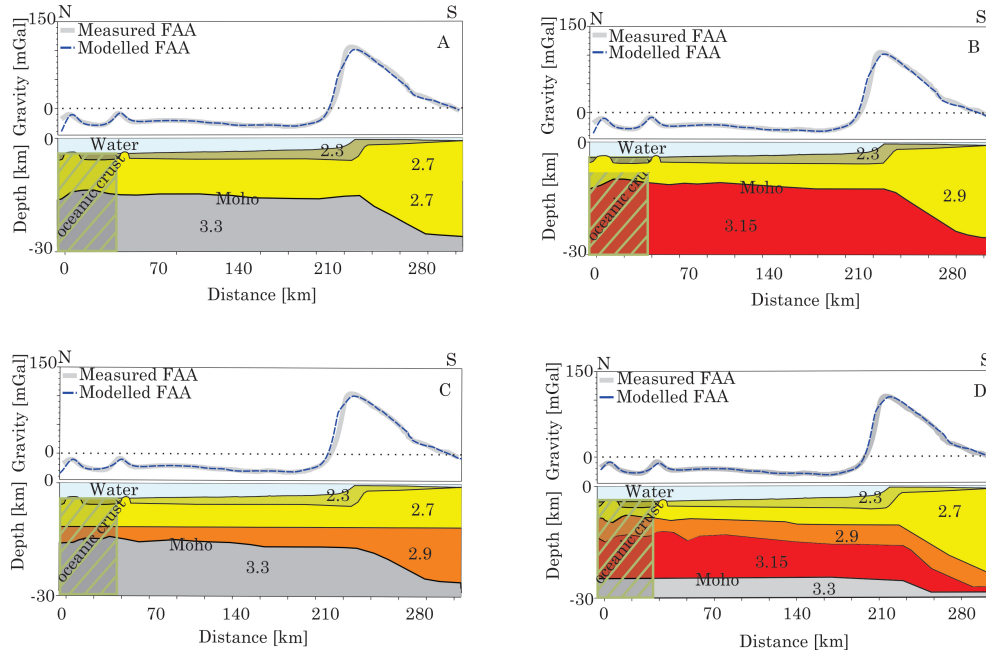 N S
150
Measured FAA
Modelled FAA
A
Gravity [mGal]
0
0
Water
2.3
oceanic crust
2.7
2.7
Moho
3.3
Depth [km]
-30
0 70 140 210 280
Distance [km]
N S
150
Measured FAA
Modelled FAA
B
Gravity [mGal]
0
0
Water
2.3
oceanic cru
Moho
2.9
3.15
Depth [km]
-30
0 70 140 210 280
Distance [km]
N S
150
Measured FAA
Modelled FAA
C
Gravity [mGal]
0
0
Water
2.3
oceanic crust
2.7
Moho
2.9
3.3
Depth [km]
-30
0 70 140 210 280
Distance [km]
N S
150
Measured FAA
Modelled FAA
D
Gravity [mGal]
0
0
Water
2.3
oceanic crust
2.7
2.9
3.15
Moho
3.3
Depth [km]
-30
0 70 140 210 280
Distance [km]